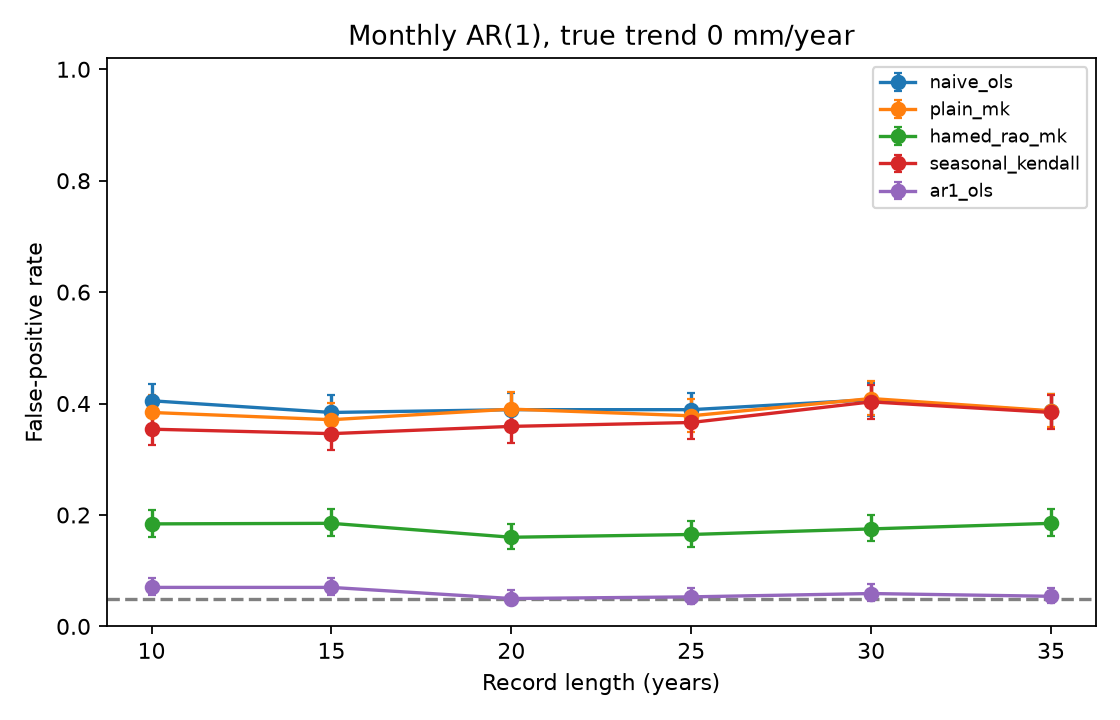 Monthly AR(1), true trend 0 mm/year
1.0
0.8
0.6
0.4
0.2
0.0
False-positive rate
naive_ols
plain_mk
hamed_rao_mk
seasonal_kendall
ar1_ols
10 15 20 25 30 35
Record length (years)